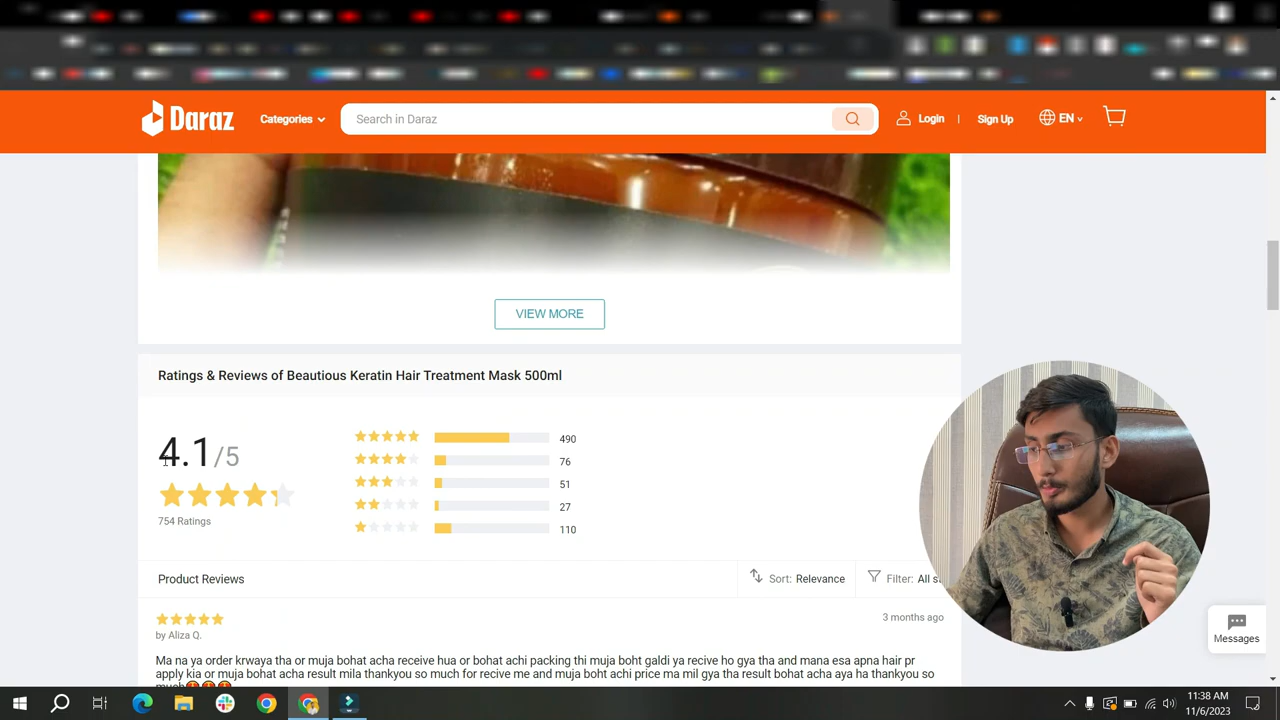 Daraz
Categories
Search in Daraz
Login
Sign Up
EN
VIEW MORE
Ratings & Reviews of Beautious Keratin Hair Treatment Mask 500ml
4.1/5
754 Ratings
490
76
51
27
110
Product Reviews
Sort: Relevance
Filter: All
3 months ago
by Aliza Q.
Ma na ya order krwaya tha or muja bohat acha receive hua or bohat achi packing thi muja boht galdi ya recive ho gya tha and mana esa apna hair pr
apply kia or muja bohat acha result mila thankyou so much for recive me and muja boht achi price ma mil gya tha result bohat acha aya ha thankyou so
Messages
11:38 AM
11/6/2023